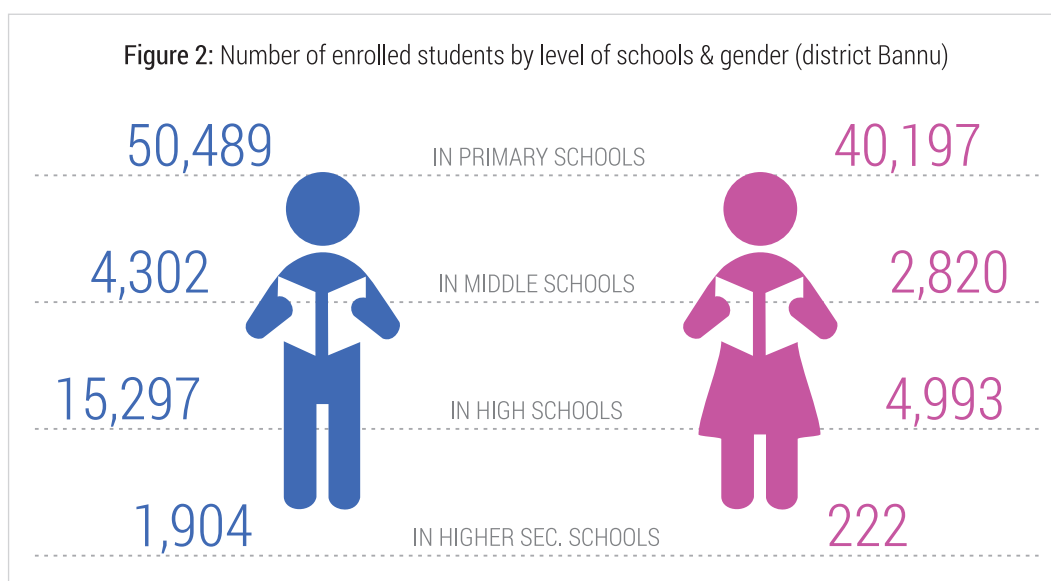 Figure 2: Number of enrolled students by level of schools & gender (district Bannu)
50,489 IN PRIMARY SCHOOLS 40,197
4,302 IN MIDDLE SCHOOLS 2,820
15,297 IN HIGH SCHOOLS 4,993
1,904 IN HIGHER SEC. SCHOOLS 222